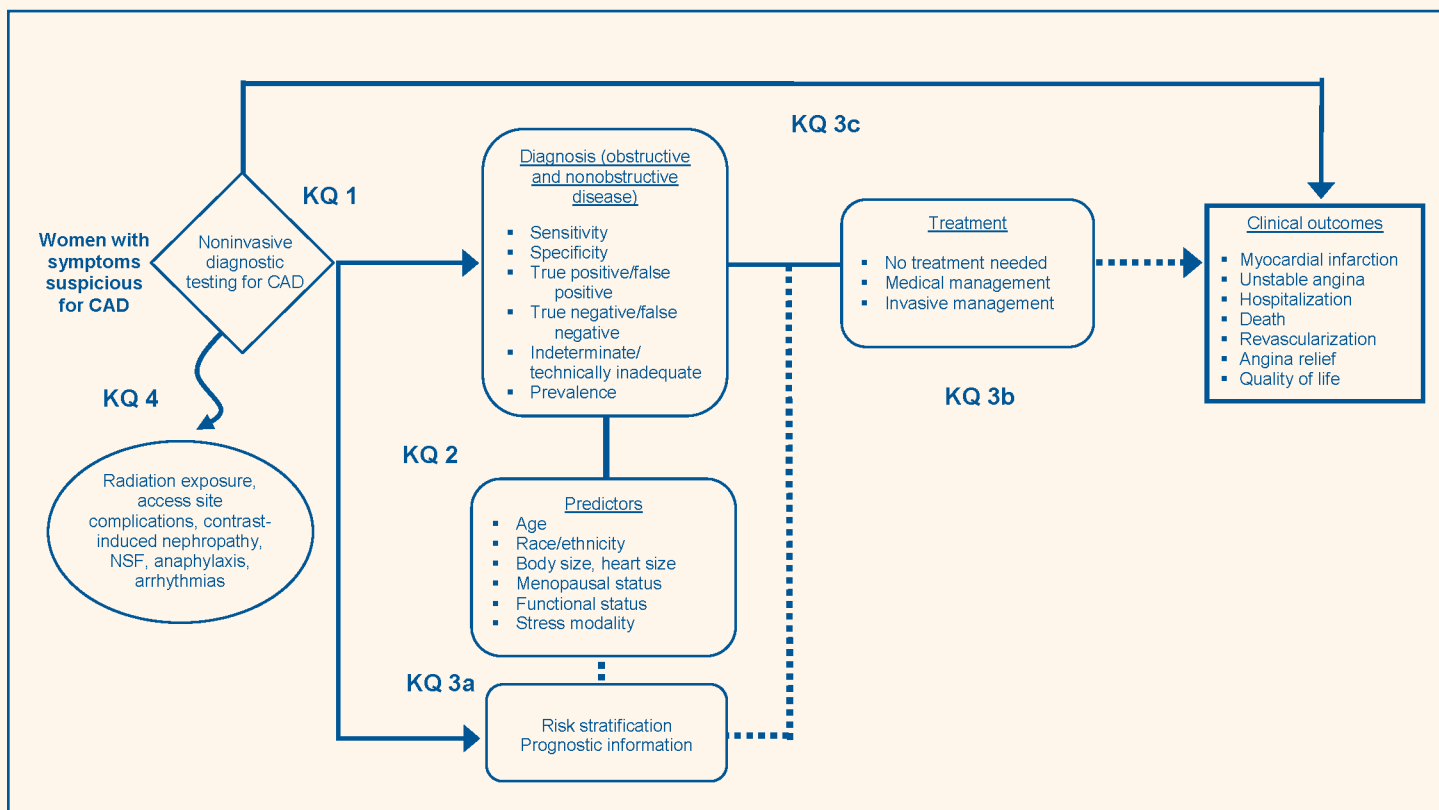 KQ 3c
KQ 1
Women with
symptoms
suspicious
for CAD
Noninvasive
diagnostic
testing for CAD
KQ 4
Radiation exposure,
access site
complications, contrast-
induced nephropathy,
NSF, anaphylaxis,
arrhythmias
Diagnosis (obstructive
and nonobstructive
disease)
▪ Sensitivity
▪ Specificity
▪ True positive/false
positive
▪ True negative/false
negative
▪ Indeterminate/
technically inadequate
▪ Prevalence
KQ 2
Predictors
▪ Age
▪ Race/ethnicity
▪ Body size, heart size
▪ Menopausal status
▪ Functional status
▪ Stress modality
KQ 3a
Risk stratification
Prognostic information
Treatment
▪ No treatment needed
▪ Medical management
▪ Invasive management
KQ 3b
Clinical outcomes
▪ Myocardial infarction
▪ Unstable angina
▪ Hospitalization
▪ Death
▪ Revascularization
▪ Angina relief
▪ Quality of life